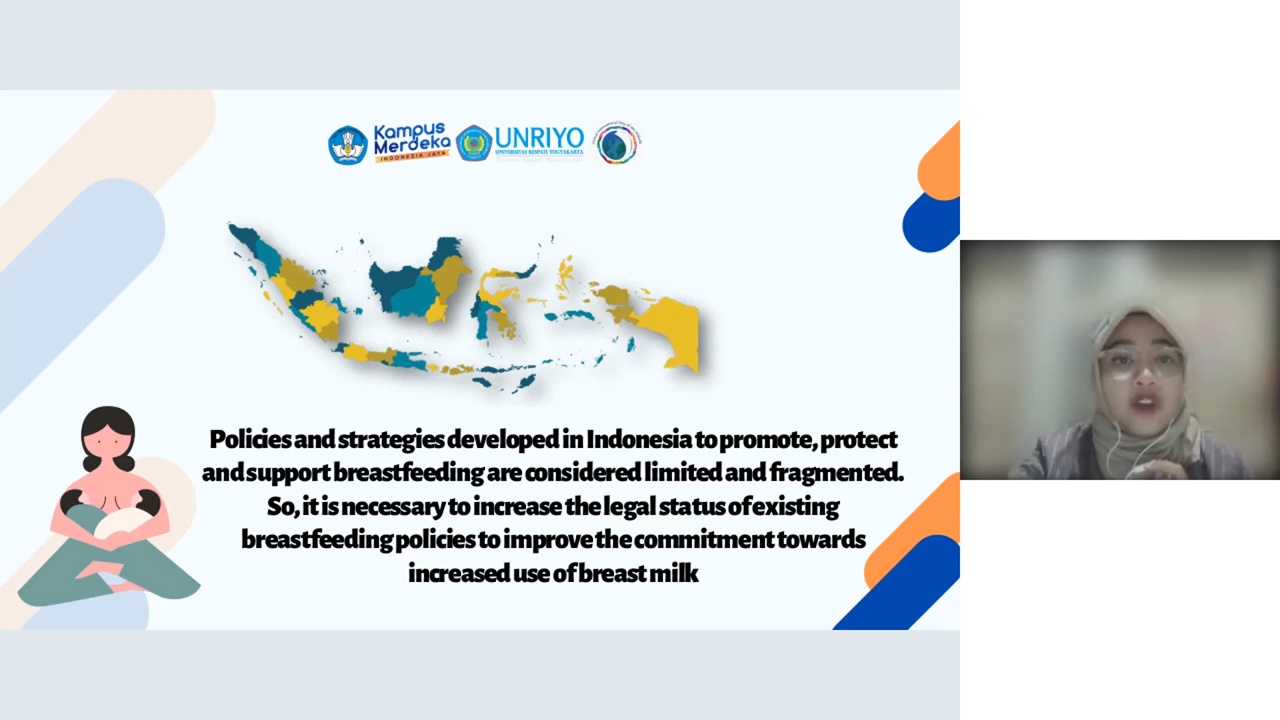 Kampus
Merdeka
INDONESIA JAYA
UNRIYO
UNIVERSITAS RESPATI YOGYAKARTA
Policies and strategies developed in Indonesia to promote, protect
and support breastfeeding are considered limited and fragmented.
So, it is necessary to increase the legal status of existing
breastfeeding policies to improve the commitment towards
increased use of breast milk